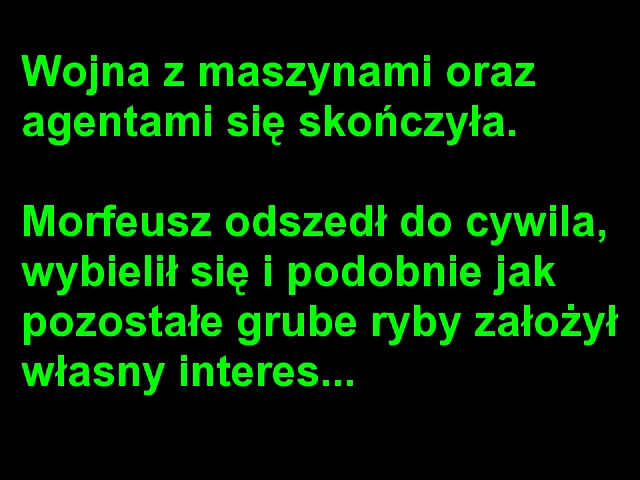 Wojna z maszynami oraz
agentami się skończyła.
Morfeusz odszedł do cywila,
wybielił się i podobnie jak
pozostałe grube ryby założył
własny interes...